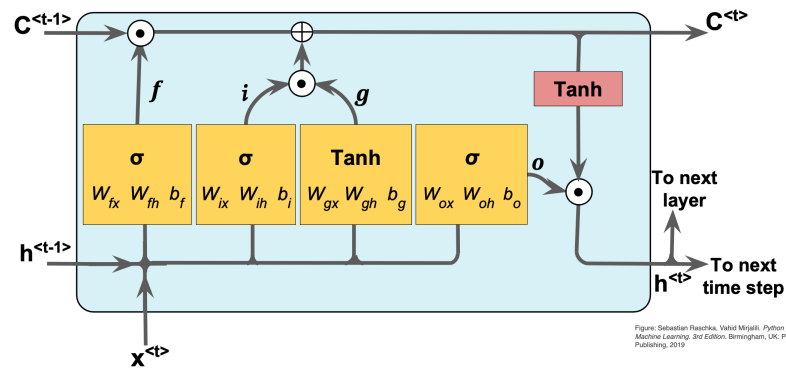 C<t-1>
C<t>
f
i
g
Tanh
σ
W_fx W_fh b_f
σ
W_ix W_ih b_i
Tanh
W_gx W_gh b_g
σ
W_ox W_oh b_o
o
To next
layer
h<t-1>
h<t>
To next
time step
x<t>
Figure: Sebastian Raschka, Vahid Mirjalili. Python
Machine Learning. 3rd Edition. Birmingham, UK: P
Publishing, 2019